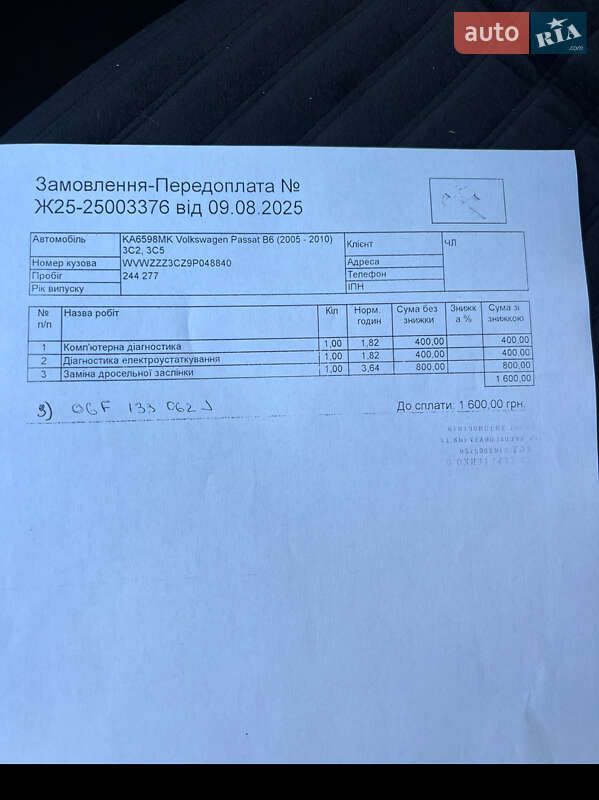 auto RIA .com
Замовлення-Передоплата №
Ж25-25003376 від 09.08.2025
Автомобіль KA6598MK Volkswagen Passat B6 (2005 - 2010) 3C2, 3C5
Номер кузова WVWZZZ3CZ9P048840
Пробіг 244 277
Рік випуску
Клієнт ЧЛ
Адреса
Телефон
ІПН
№ п/п Назва робіт Кіл Норм. годин Сума без знижки Знижк а % Сума зі знижкою
1 Комп'ютерна діагностика 1,00 1,82 400,00 400,00
2 Діагностика електроустаткування 1,00 1,82 400,00 400,00
3 Заміна дросельної заслінки 1,00 3,64 800,00 800,00
1 600,00
До сплати: 1 600,00 грн.
3) 06F 133 062 J